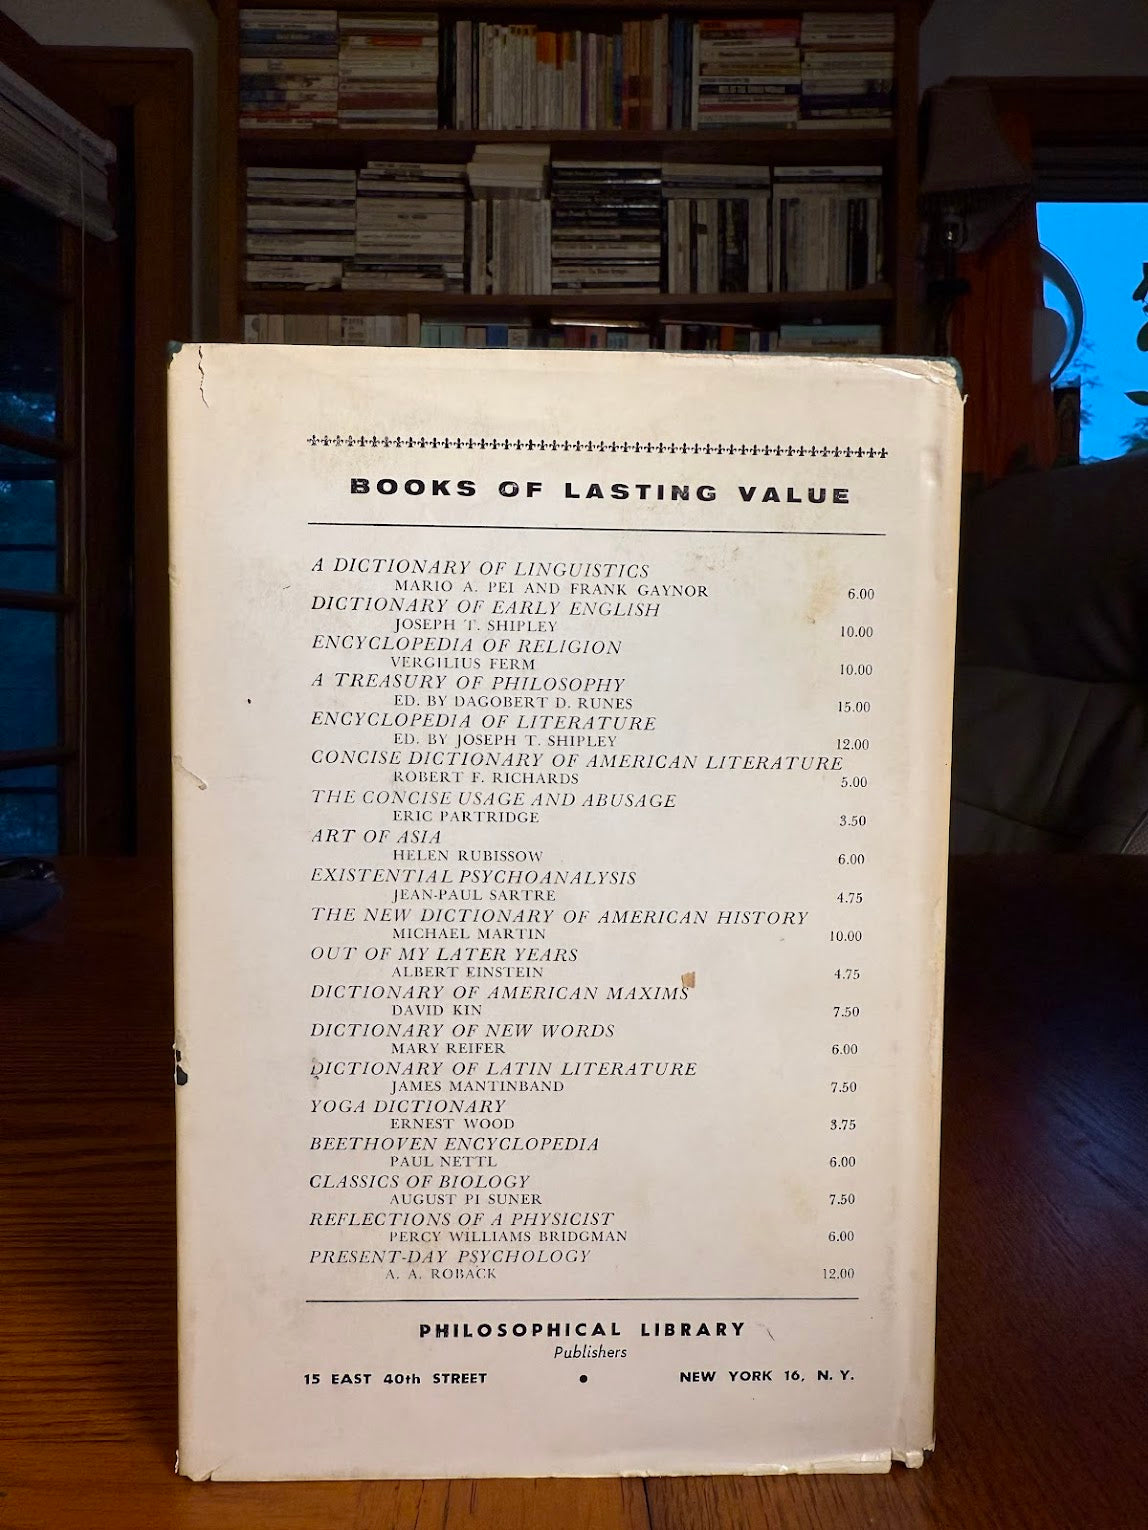 BOOKS OF LASTING VALUE
A DICTIONARY OF LINGUISTICS
MARIO A. PEI AND FRANK GAYNOR 6.00
DICTIONARY OF EARLY ENGLISH
JOSEPH T. SHIPLEY 10.00
ENCYCLOPEDIA OF RELIGION
VERGILIUS FERM 10.00
A TREASURY OF PHILOSOPHY
ED. BY DAGOBERT D. RUNES 15.00
ENCYCLOPEDIA OF LITERATURE
ED. BY JOSEPH T. SHIPLEY 12.00
CONCISE DICTIONARY OF AMERICAN LITERATURE
ROBERT F. RICHARDS 5.00
THE CONCISE USAGE AND ABUSAGE
ERIC PARTRIDGE 3.50
ART OF ASIA
HELEN RUBISSOW 6.00
EXISTENTIAL PSYCHOANALYSIS
JEAN-PAUL SARTRE 4.75
THE NEW DICTIONARY OF AMERICAN HISTORY
MICHAEL MARTIN 10.00
OUT OF MY LATER YEARS
ALBERT EINSTEIN 4.75
DICTIONARY OF AMERICAN MAXIMS
DAVID KIN 7.50
DICTIONARY OF NEW WORDS
MARY REIFER 6.00
DICTIONARY OF LATIN LITERATURE
JAMES MANTINBAND 7.50
YOGA DICTIONARY
ERNEST WOOD 3.75
BEETHOVEN ENCYCLOPEDIA
PAUL NETTL 6.00
CLASSICS OF BIOLOGY
AUGUST PI SUNER 7.50
REFLECTIONS OF A PHYSICIST
PERCY WILLIAMS BRIDGMAN 6.00
PRESENT-DAY PSYCHOLOGY
A. A. ROBACK 12.00
PHILOSOPHICAL LIBRARY
Publishers
15 EAST 40th STREET • NEW YORK 16, N. Y.